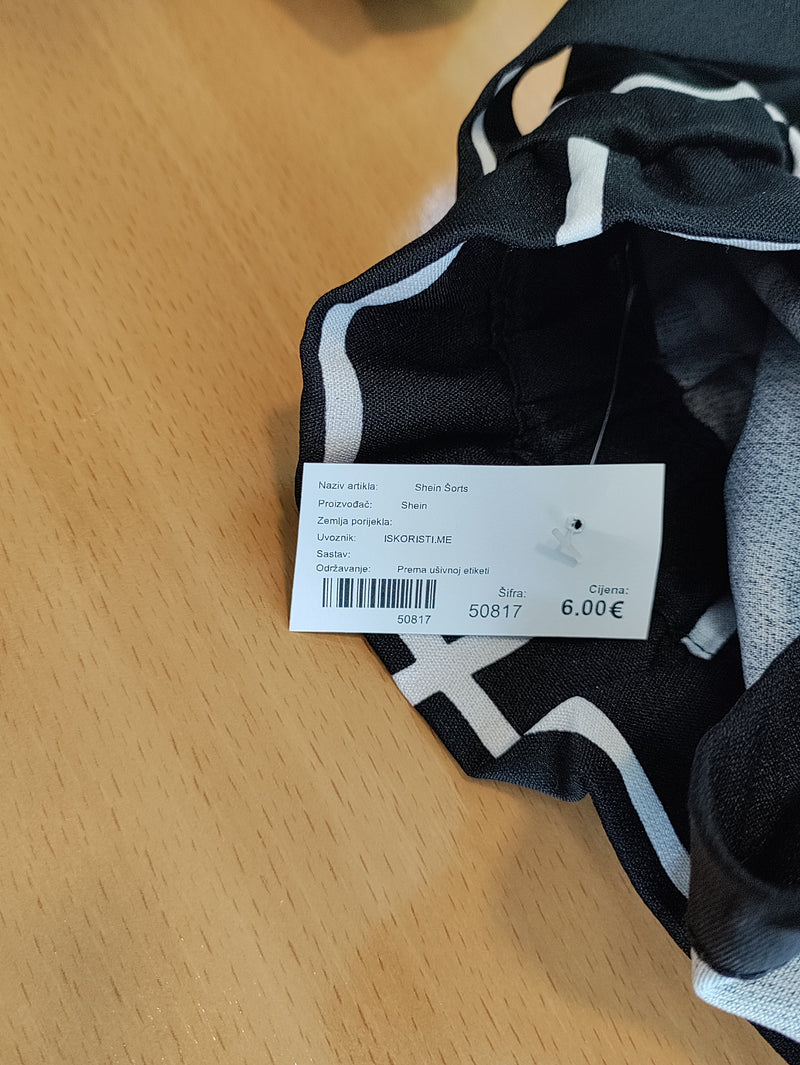 Naziv artikla: Shein Šorts
Proizvođač: Shein
Zemlja porijekla:
Uvoznik: ISKORISTI.ME
Sastav:
Održavanje: Prema ušivnoj etiketi
50817
Šifra:
50817
Cijena:
6.00€